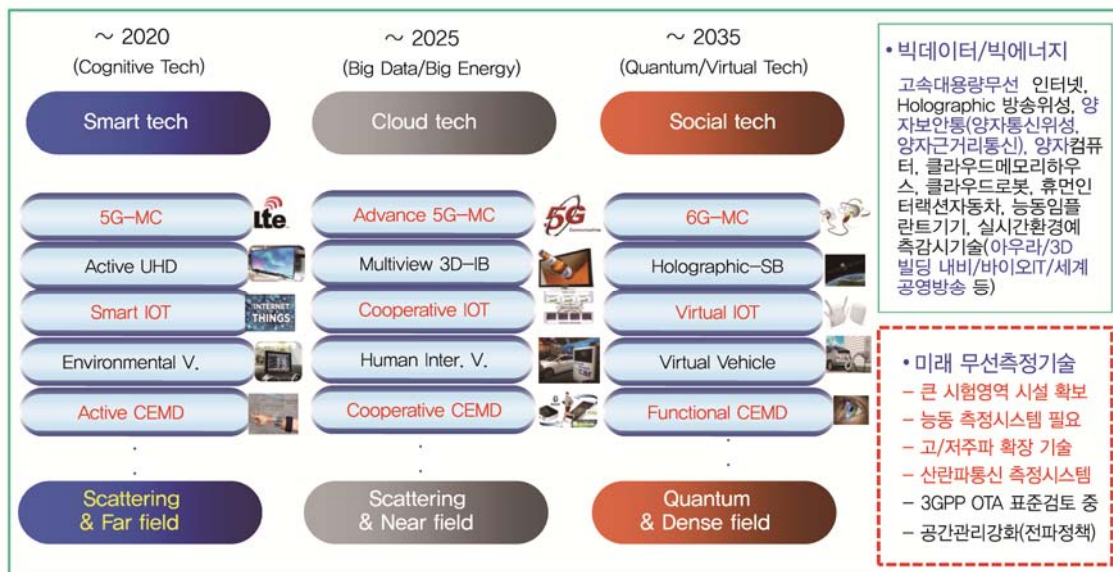 ~ 2020
(Cognitive Tech)
Smart tech
5G-MC
lte
Active UHD
Smart IOT
INTERNET
THINGS
Environmental V.
Active CEMD
Scattering
& Far field
~ 2025
(Big Data/Big Energy)
Cloud tech
Advance 5G-MC
5G
Multiview 3D-IB
Cooperative IOT
Human Inter. V.
Cooperative CEMD
Scattering
& Near field
~ 2035
(Quantum/Virtual Tech)
Social tech
6G-MC
Holographic-SB
Virtual IOT
Virtual Vehicle
Functional CEMD
Quantum
& Dense field
• 빅데이터/빅에너지
고속대용량무선 인터넷,
Holographic 방송위성, 양
자보안통(양자통신위성,
양자근거리통신), 양자컴퓨
터, 클라우드메모리하우
스, 클라우드로봇, 휴먼인
터랙션자동차, 능동임플
란트기기, 실시간환경예
측감시기술(아우라/3D
빌딩 내비/바이오IT/세계
공영방송 등)
• 미래 무선측정기술
– 큰 시험영역 시설 확보
– 능동 측정시스템 필요
– 고/저주파 확장 기술
– 산란파통신 측정시스템
– 3GPP OTA 표준검토 중
– 공간관리강화(전파정책)